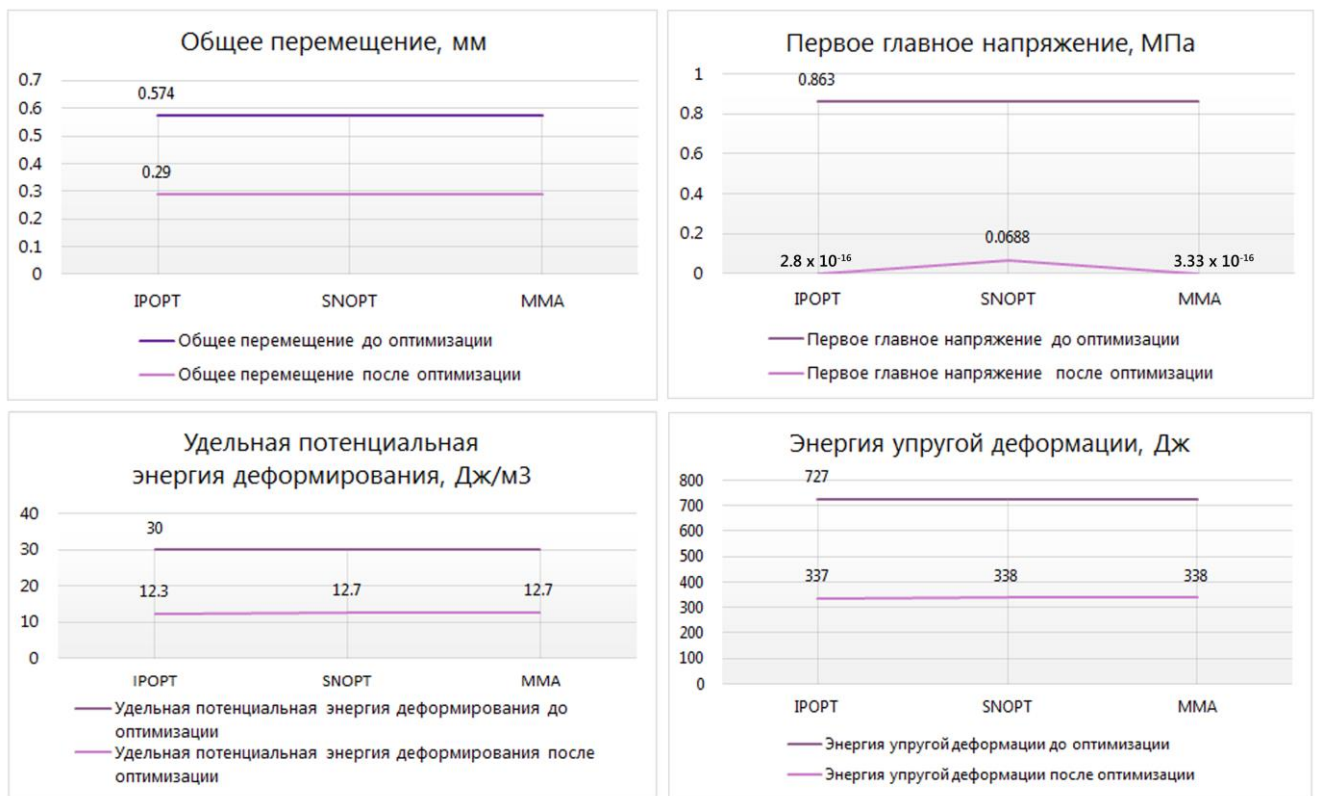 Общее перемещение, мм
0.7
0.6
0.5
0.4
0.3
0.2
0.1
0
0.574
0.29
IPOPT SNOPT MMA
Общее перемещение до оптимизации
Общее перемещение после оптимизации
Первое главное напряжение, МПа
1
0.8
0.6
0.4
0.2
0
0.863
2.8 x 10⁻¹⁶ 0.0688 3.33 x 10⁻¹⁶
IPOPT SNOPT MMA
Первое главное напряжение до оптимизации
Первое главное напряжение после оптимизации
Удельная потенциальная
энергия деформирования, Дж/м3
40
30
20
10
0
30
12.3 12.7 12.7
IPOPT SNOPT MMA
Удельная потенциальная энергия деформирования до
оптимизации
Удельная потенциальная энергия деформирования после
оптимизации
Энергия упругой деформации, Дж
800
700
600
500
400
300
200
100
0
727
337 338 338
IPOPT SNOPT MMA
Энергия упругой деформации до оптимизации
Энергия упругой деформации после оптимизации